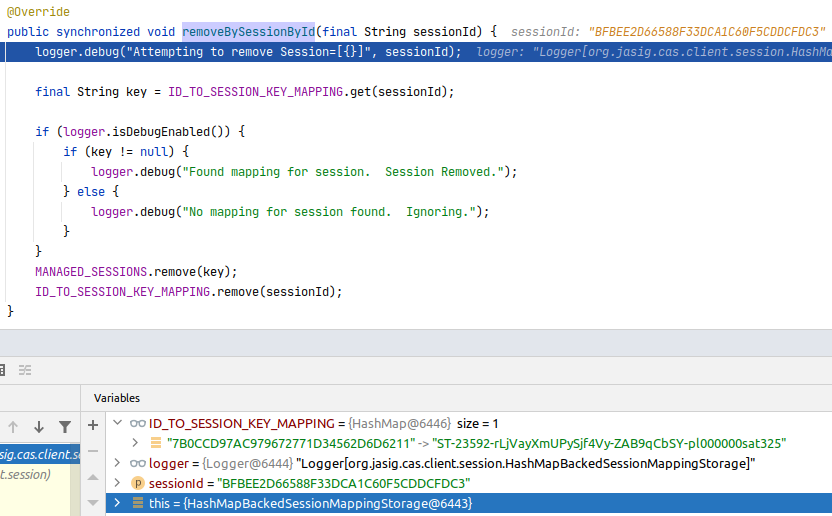 @Override
public synchronized void removeBySessionById(final String sessionId) { sessionId: "BFBEE2D66588F33DCA1C60F5CDDCFDC3"
logger.debug("Attempting to remove Session=[{}]", sessionId); logger: "Logger[org.jasig.cas.client.session.HashMa
final String key = ID_TO_SESSION_KEY_MAPPING.get(sessionId);
if (logger.isDebugEnabled()) {
if (key != null) {
logger.debug("Found mapping for session.  Session Removed.");
} else {
logger.debug("No mapping for session found.  Ignoring.");
}
}
MANAGED_SESSIONS.remove(key);
ID_TO_SESSION_KEY_MAPPING.remove(sessionId);
}
Variables
ID_TO_SESSION_KEY_MAPPING = {HashMap@6446} size = 1
"7B0CCD97AC979672771D34562D6D6211" -> "ST-23592-rLjVayXmUPySjf4Vy-ZAB9qCbSY-pl000000sat325"
asig.cas.client.se
logger = {Logger@6444} "Logger[org.jasig.cas.client.session.HashMapBackedSessionMappingStorage]"
t.session)
p sessionId = "BFBEE2D66588F33DCA1C60F5CDDCFDC3"
this = {HashMapBackedSessionMappingStorage@6443}